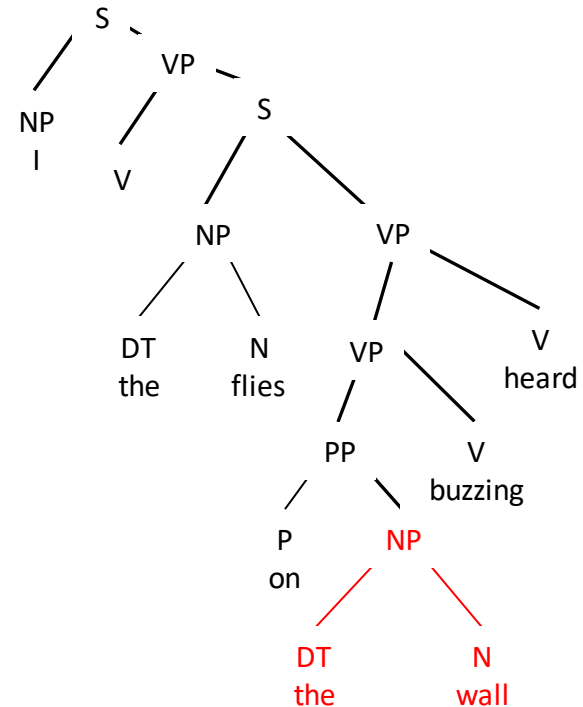 S
VP
S
NP
I
V
NP
VP
DT
the
N
flies
VP
V
heard
PP
V
buzzing
P
on
NP
DT
the
N
wall